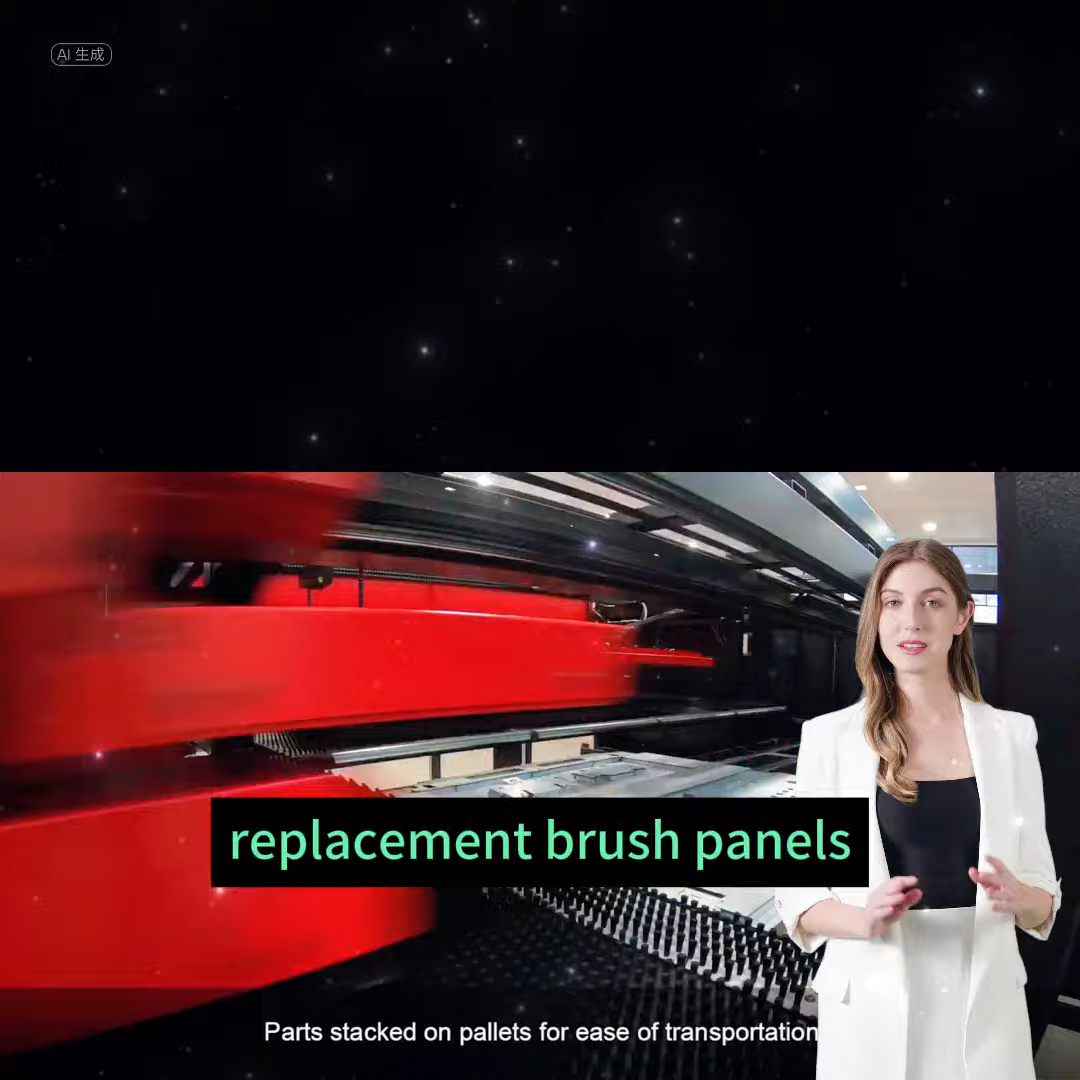 AI 生成
replacement brush panels
Parts stacked on pallets for ease of transportation